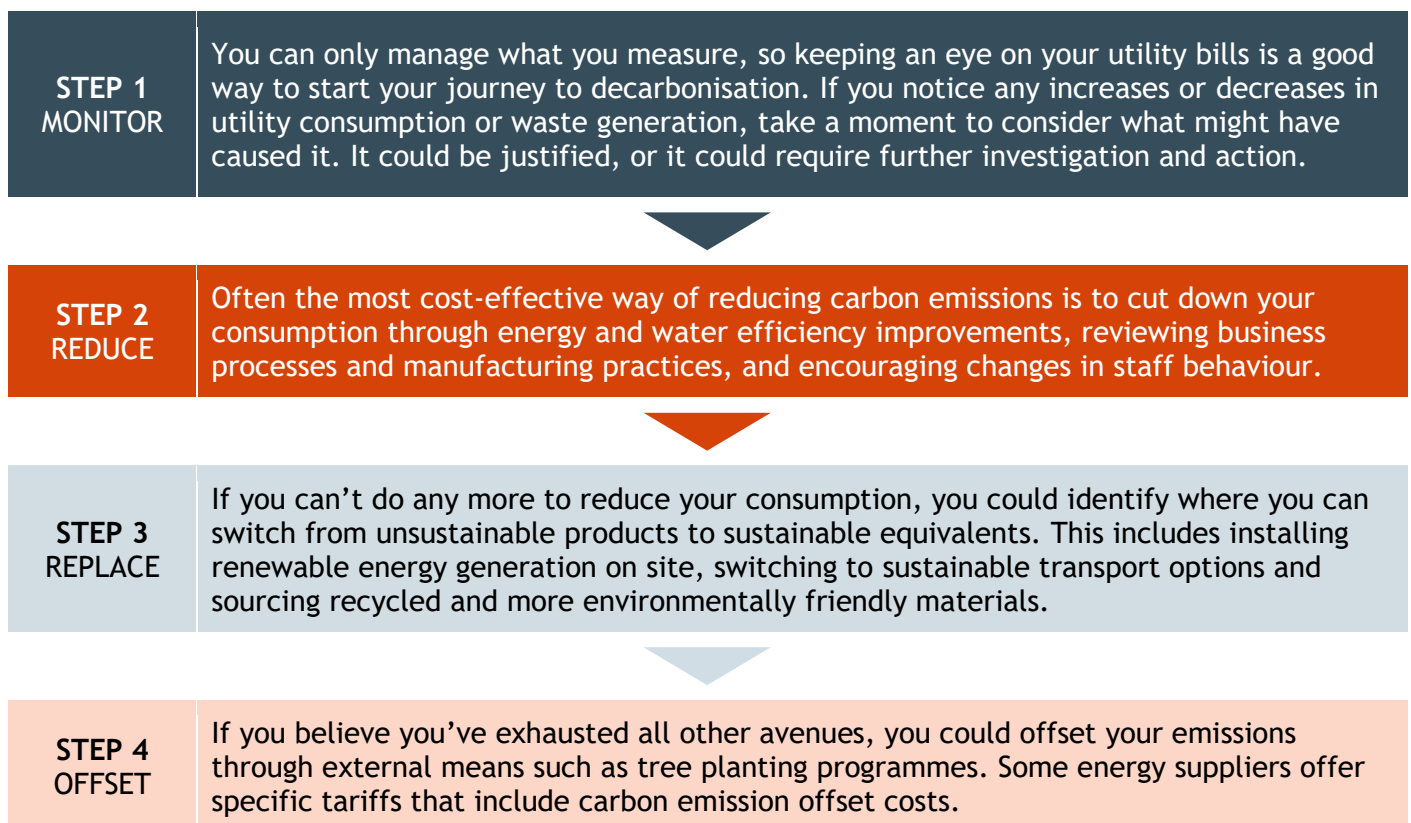 STEP 1
MONITOR
You can only manage what you measure, so keeping an eye on your utility bills is a good
way to start your journey to decarbonisation. If you notice any increases or decreases in
utility consumption or waste generation, take a moment to consider what might have
caused it. It could be justified, or it could require further investigation and action.
STEP 2
REDUCE
Often the most cost-effective way of reducing carbon emissions is to cut down your
consumption through energy and water efficiency improvements, reviewing business
processes and manufacturing practices, and encouraging changes in staff behaviour.
STEP 3
REPLACE
If you can’t do any more to reduce your consumption, you could identify where you can
switch from unsustainable products to sustainable equivalents. This includes installing
renewable energy generation on site, switching to sustainable transport options and
sourcing recycled and more environmentally friendly materials.
STEP 4
OFFSET
If you believe you’ve exhausted all other avenues, you could offset your emissions
through external means such as tree planting programmes. Some energy suppliers offer
specific tariffs that include carbon emission offset costs.